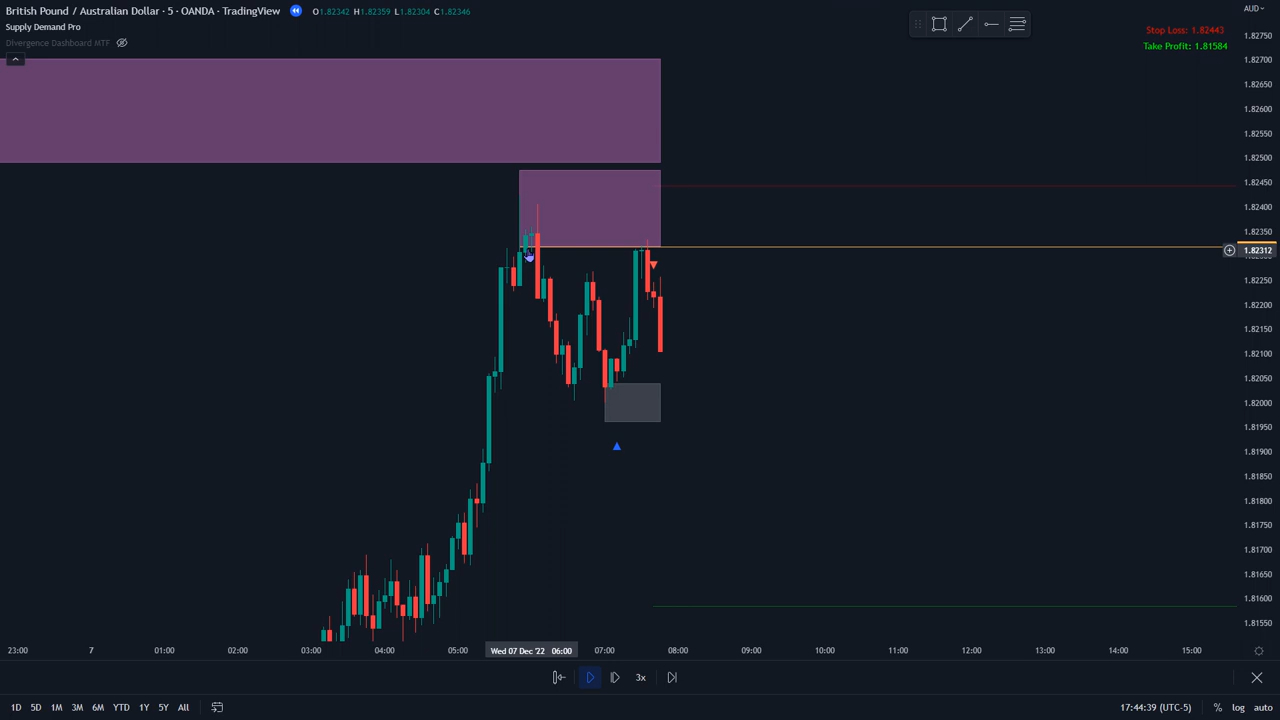 British Pound / Australian Dollar · 5 · OANDA · TradingView O1.82342 H1.82359 L1.82304 C1.82346
Supply Demand Pro
Divergence Dashboard MTF
AUD
Stop Loss: 1.82443
Take Profit: 1.81584
1.82750
1.82700
1.82650
1.82600
1.82550
1.82500
1.82450
1.82400
1.82350
1.82312
1.82250
1.82200
1.82150
1.82100
1.82050
1.82000
1.81950
1.81900
1.81850
1.81800
1.81750
1.81700
1.81650
1.81600
1.81550
23:00 7 01:00 02:00 03:00 04:00 05:00 Wed 07 Dec '22 06:00 07:00 08:00 09:00 10:00 11:00 12:00 13:00 14:00 15:00
3x
1D 5D 1M 3M 6M YTD 1Y 5Y All 17:44:39 (UTC-5) % log auto